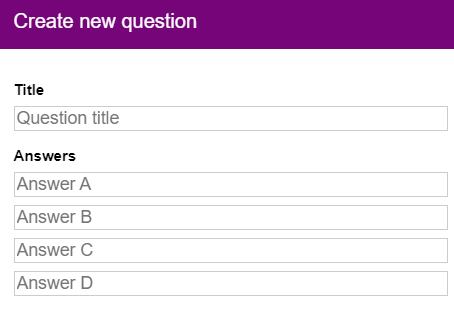 Create new question
Title
Question title
Answers
Answer A
Answer B
Answer C
Answer D